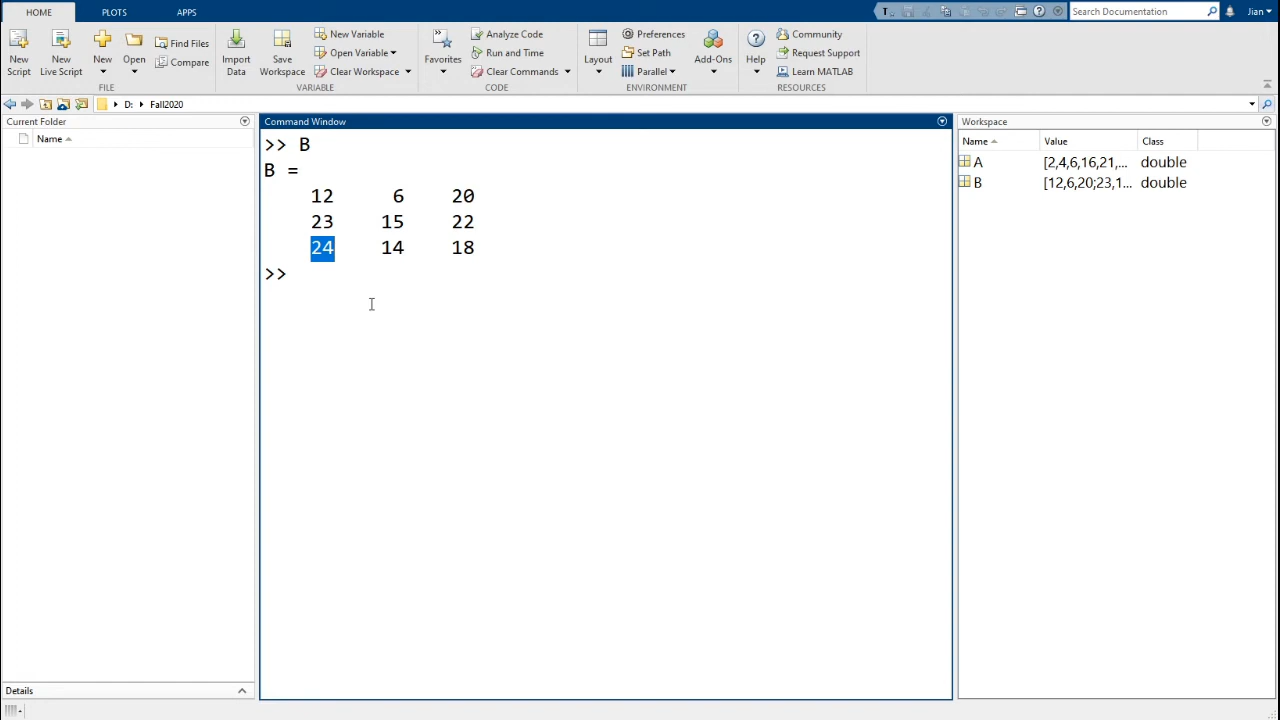 HOME PLOTS APPS Search Documentation Jian
New Script New Live Script New Open Find Files Compare
FILE
Import Data Save Workspace New Variable Open Variable Clear Workspace
VARIABLE
Favorites Analyze Code Run and Time Clear Commands
CODE
Layout Preferences Set Path Parallel Add-Ons
ENVIRONMENT
Help Community Request Support Learn MATLAB
RESOURCES
D: Fall2020
Current Folder
Name
Command Window
>> B
B =
12 6 20
23 15 22
24 14 18
>>
Workspace
Name Value Class
A [2,4,6,16,21,... double
B [12,6,20;23,1... double
Details